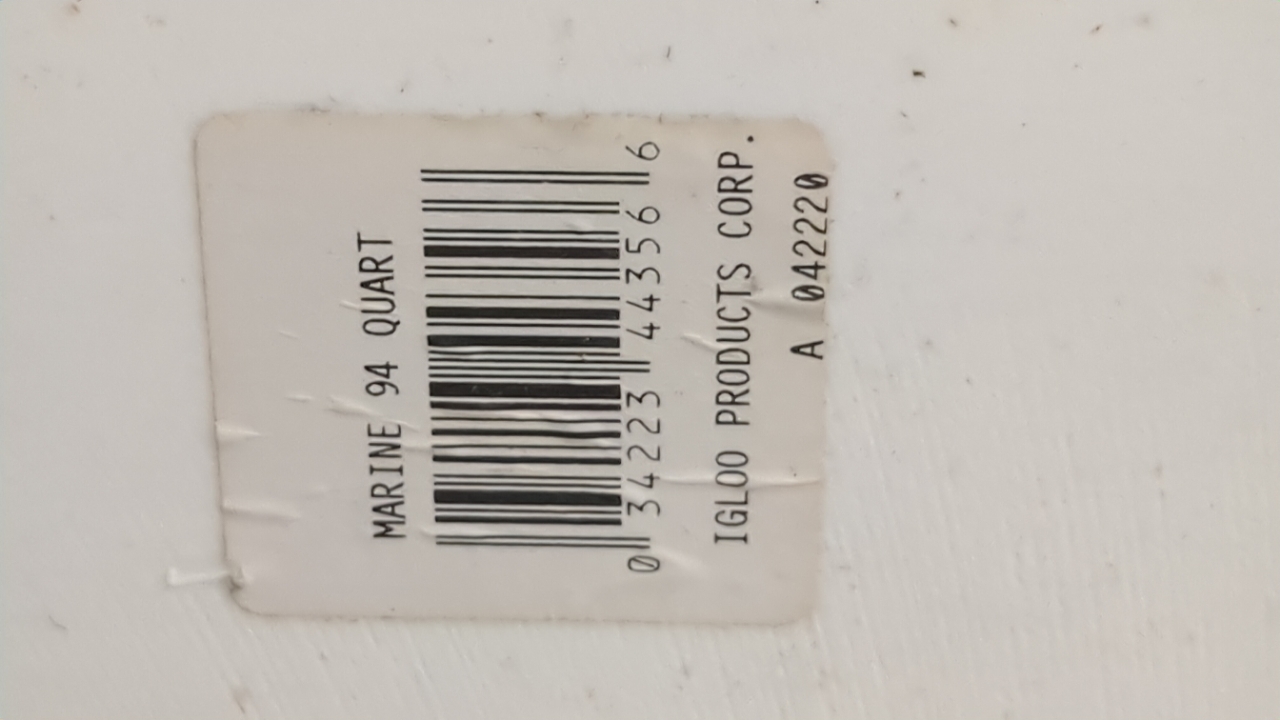 MARINE 94 QUART
0 34223 44356 6
IGLOO PRODUCTS CORP.
A 042220